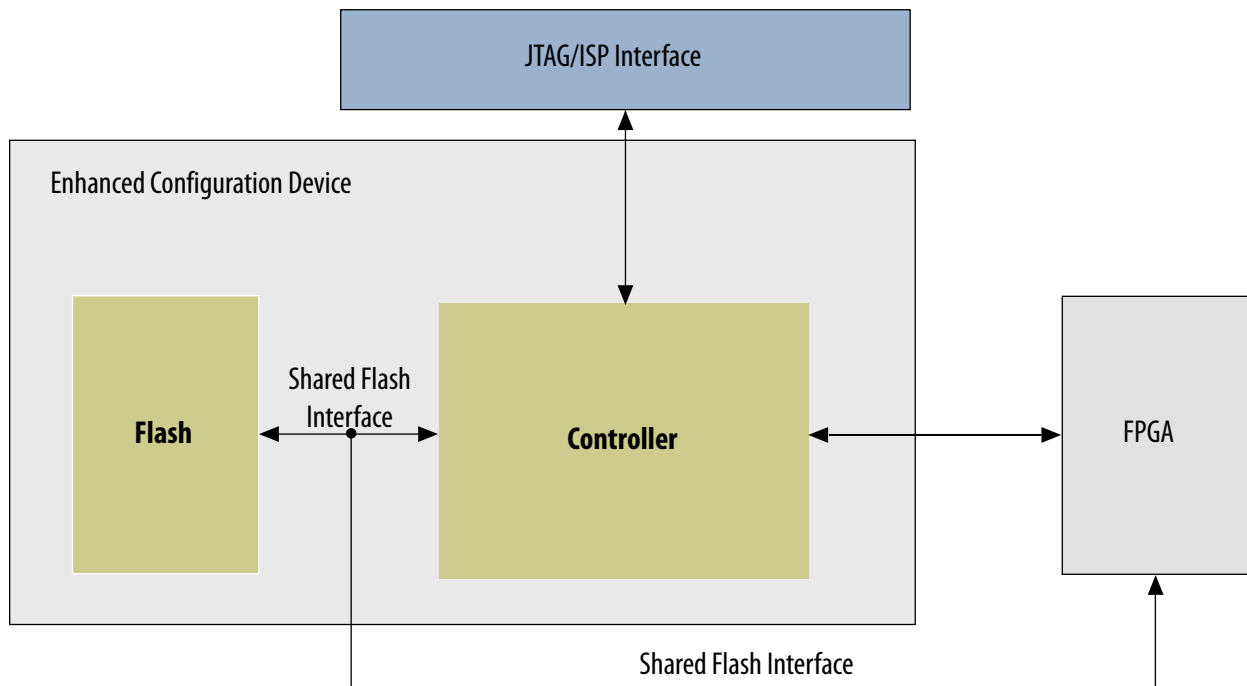 JTAG/ISP Interface
Enhanced Configuration Device
Shared Flash
Interface
Flash
Controller
FPGA
Shared Flash Interface